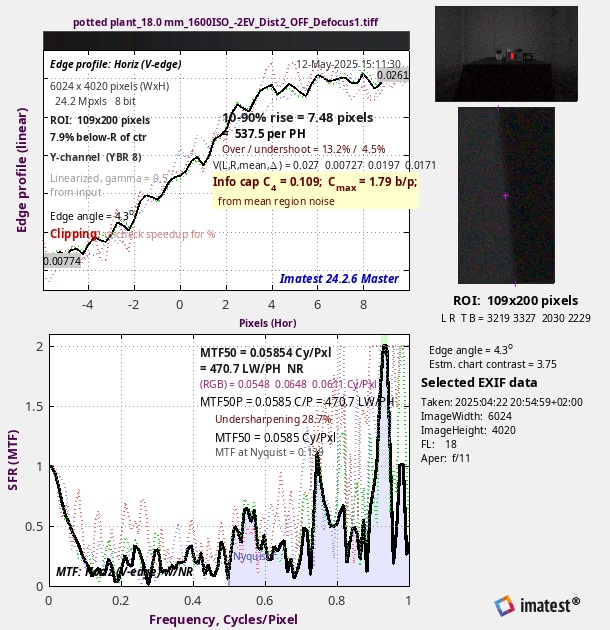 potted plant_18.0 mm_1600ISO_-2EV_Dist2_OFF_Defocus1.tiff
Edge profile: Horiz (V-edge)
12-May-2025 15:11:30
0.0261
6024 x 4020 pixels (WxH)
24.2 Mpxls 8 bit
ROI: 109x200 pixels
7.9% below-R of ctr
10-90% rise = 7.48 pixels
= 537.5 per PH
Over / undershoot = 13.2% / 4.5%
Y-channel (YBR 8)
V(L,R,mean,Δ) = 0.027 0.00727 0.0197 0.0171
Linearized, gamma = 0.5
from input
Info cap C4 = 0.109; Cmax = 1.79 b/p;
from mean region noise
Edge angle = 4.3o
Clipping: uncheck speedup for %
0.00774
Imatest 24.2.6 Master
Edge profile (linear)
-4 -2 0 2 4 6 8
Pixels (Hor)
MTF50 = 0.05854 Cy/Pxl
= 470.7 LW/PH NR
(RGB) = 0.0548 0.0648 0.0631 Cy/Pxl
MTF50P = 0.0585 C/P = 470.7 LW/PH
Undersharpening 28.7%
MTF50 = 0.0585 Cy/Pxl
MTF at Nyquist = 0.139
Nyquist
MTF: Horiz (V-edge) w/NR
2
1.5
1
0.5
0
SFR (MTF)
0 0.2 0.4 0.6 0.8 1
Frequency, Cycles/Pixel
ROI: 109x200 pixels
L R T B = 3219 3327 2030 2229
Edge angle = 4.3o
Estm. chart contrast = 3.75
Selected EXIF data
Taken: 2025:04:22 20:54:59+02:00
ImageWidth: 6024
ImageHeight: 4020
FL: 18
Aper: f/11
imatest®